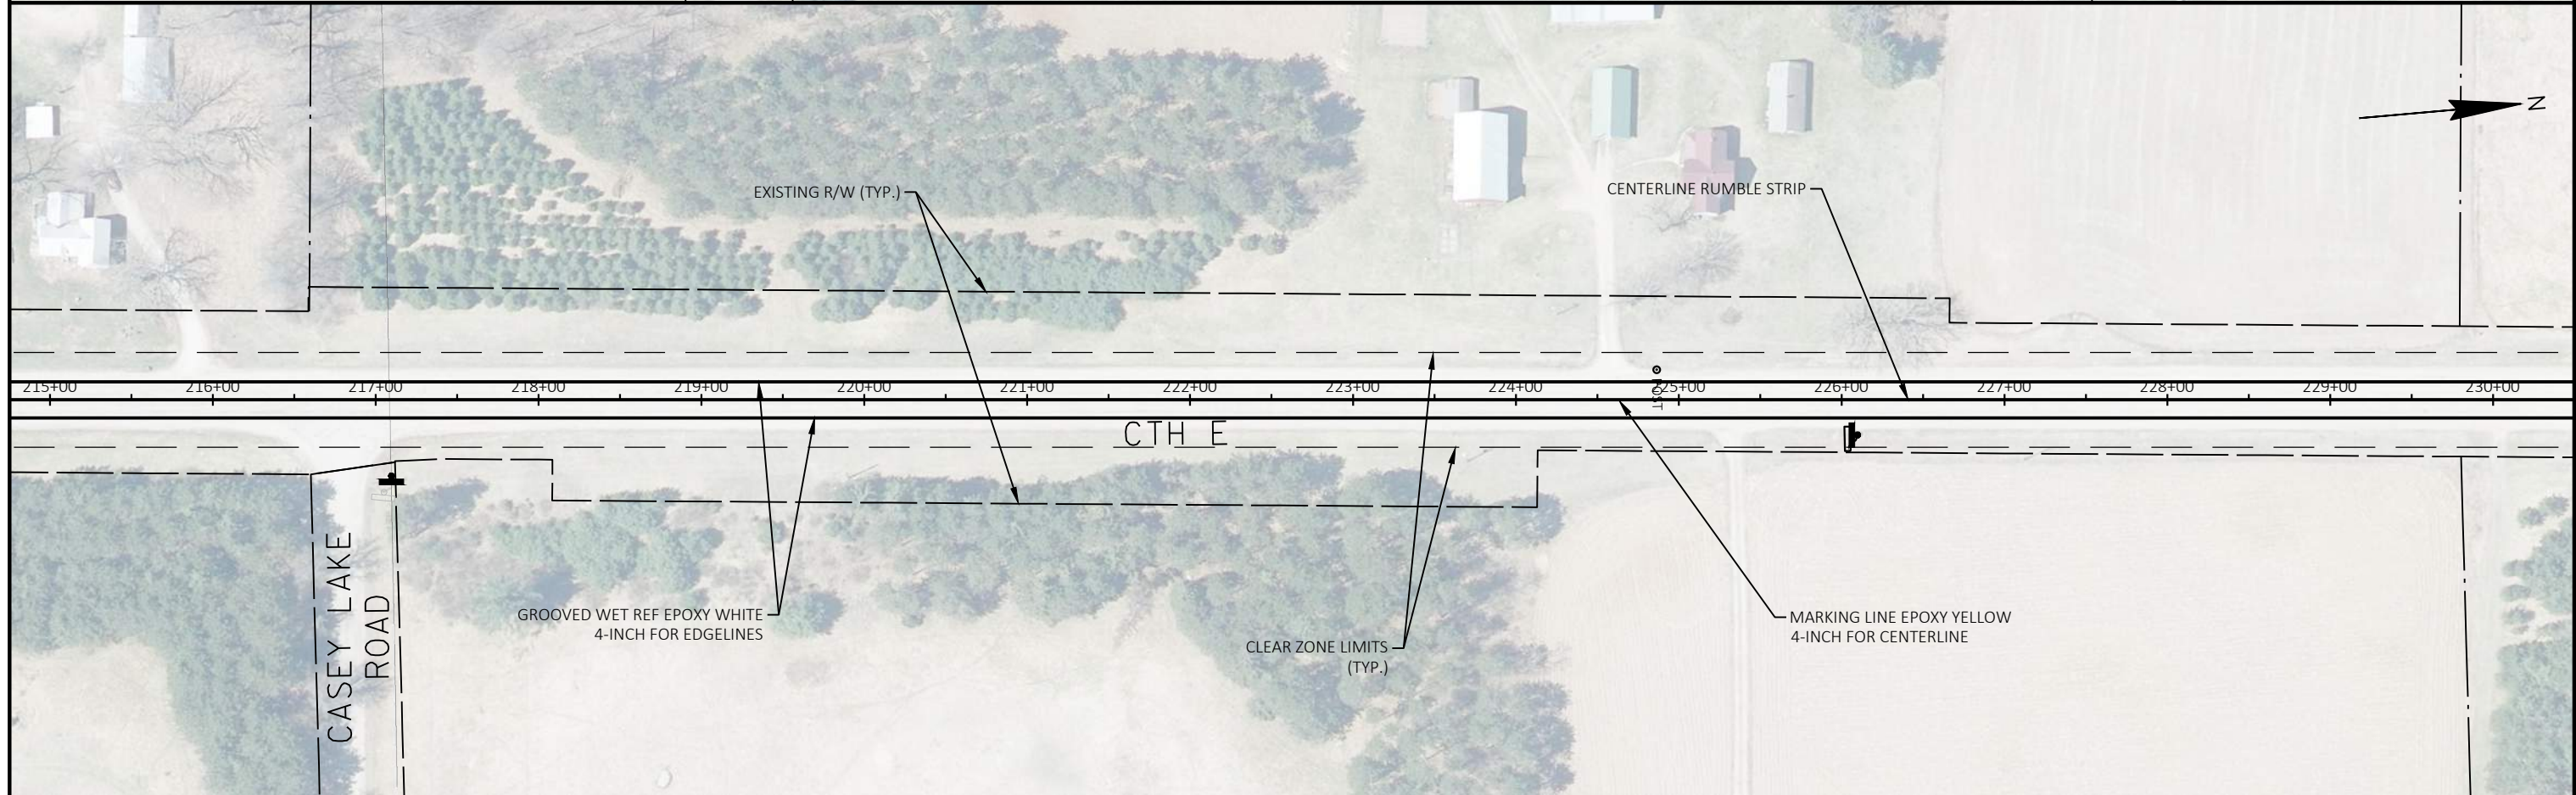 N
EXISTING R/W (TYP.)
CENTERLINE RUMBLE STRIP
215+00 216+00 217+00 218+00 219+00 220+00 221+00 222+00 223+00 224+00 225+00 226+00 227+00 228+00 229+00 230+00
POST
CTH E
CASEY LAKE
ROAD
GROOVED WET REF EPOXY WHITE
4-INCH FOR EDGELINES
CLEAR ZONE LIMITS
(TYP.)
MARKING LINE EPOXY YELLOW
4-INCH FOR CENTERLINE